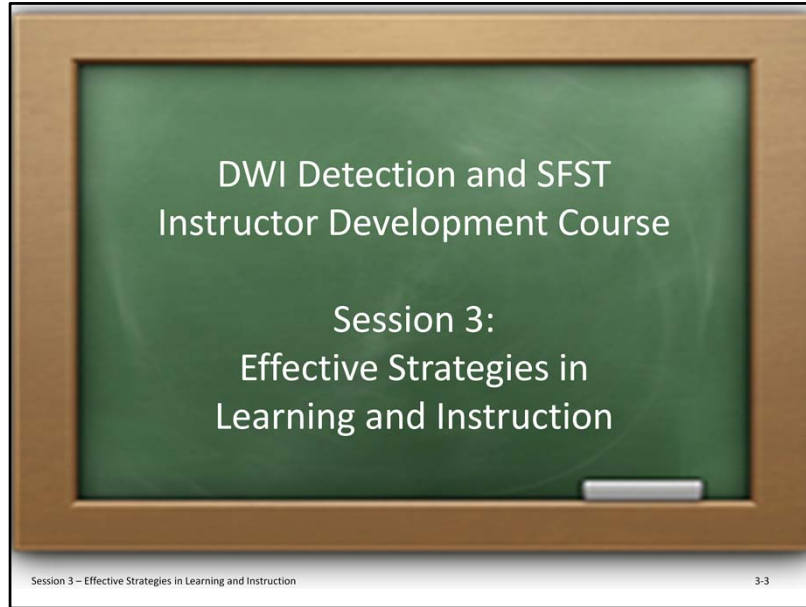 DWI Detection and SFST
Instructor Development Course
Session 3:
Effective Strategies in
Learning and Instruction
Session 3 – Effective Strategies in Learning and Instruction
3-3